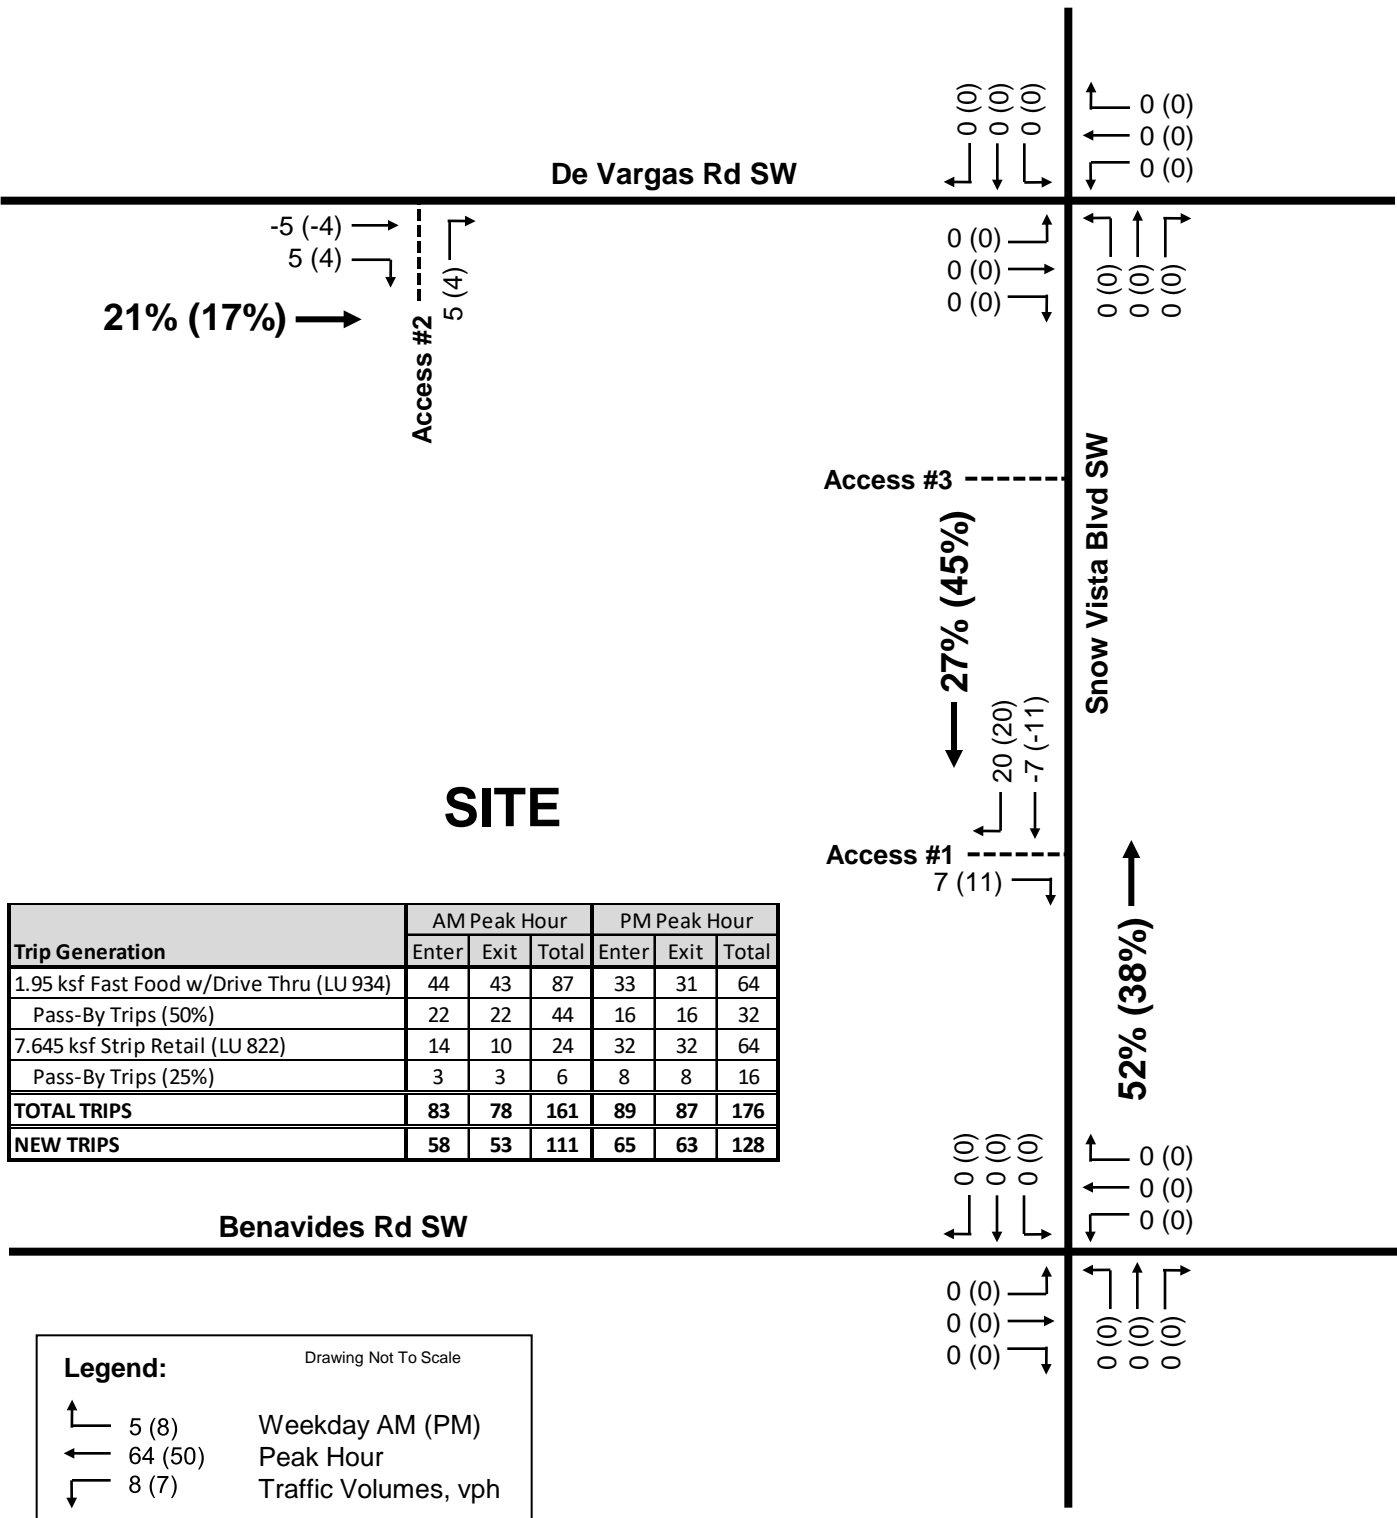 0 (0)
0 (0)
0 (0)
0 (0)
0 (0)
0 (0)
De Vargas Rd SW
-5 (-4)
5 (4)
5 (4)
21% (17%)
Access #2
0 (0)
0 (0)
0 (0)
0 (0)
0 (0)
0 (0)
Access #3
Snow Vista Blvd SW
27% (45%)
20 (20)
-7 (-11)
SITE
Access #1
7 (11)
52% (38%)
Trip Generation AM Peak Hour PM Peak Hour
Enter Exit Total Enter Exit Total
1.95 ksf Fast Food w/Drive Thru (LU 934) 44 43 87 33 31 64
Pass-By Trips (50%) 22 22 44 16 16 32
7.645 ksf Strip Retail (LU 822) 14 10 24 32 32 64
Pass-By Trips (25%) 3 3 6 8 8 16
TOTAL TRIPS 83 78 161 89 87 176
NEW TRIPS 58 53 111 65 63 128
0 (0)
0 (0)
0 (0)
0 (0)
0 (0)
0 (0)
Benavides Rd SW
0 (0)
0 (0)
0 (0)
0 (0)
0 (0)
0 (0)
Legend: Drawing Not To Scale
5 (8) Weekday AM (PM)
64 (50) Peak Hour
8 (7) Traffic Volumes, vph